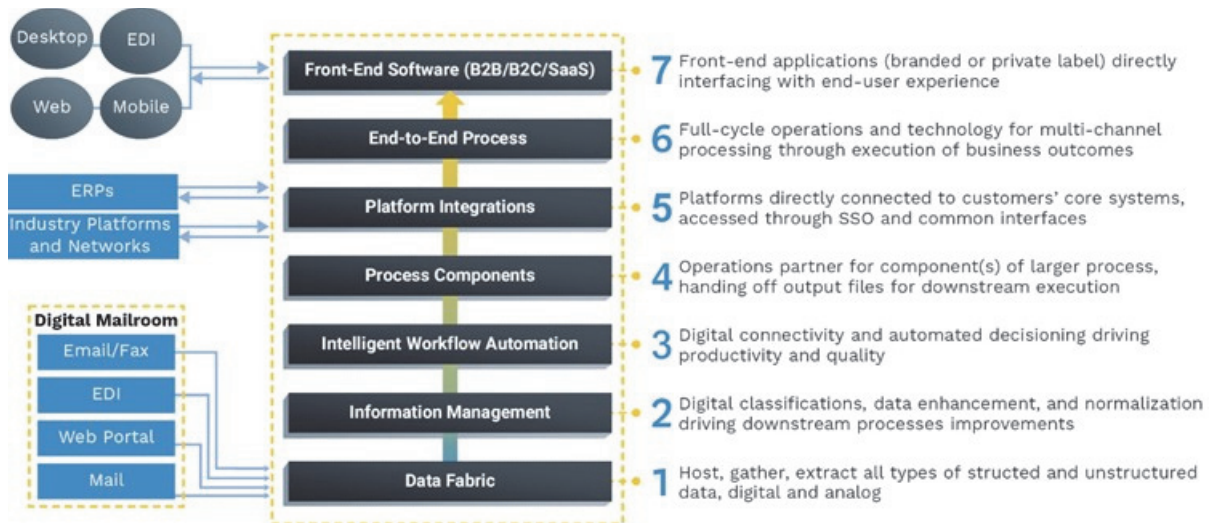 Desktop
EDI
Web
Mobile
ERPs
Industry Platforms
and Networks
Digital Mailroom
Email/Fax
EDI
Web Portal
Mail
Front-End Software (B2B/B2C/SaaS)
7
Front-end applications (branded or private label) directly
interfacing with end-user experience
End-to-End Process
6
Full-cycle operations and technology for multi-channel
processing through execution of business outcomes
Platform Integrations
5
Platforms directly connected to customers' core systems,
accessed through SSO and common interfaces
Process Components
4
Operations partner for component(s) of larger process,
handing off output files for downstream execution
Intelligent Workflow Automation
3
Digital connectivity and automated decisioning driving
productivity and quality
Information Management
2
Digital classifications, data enhancement, and normalization
driving downstream processes improvements
Data Fabric
1
Host, gather, extract all types of structed and unstructured
data, digital and analog